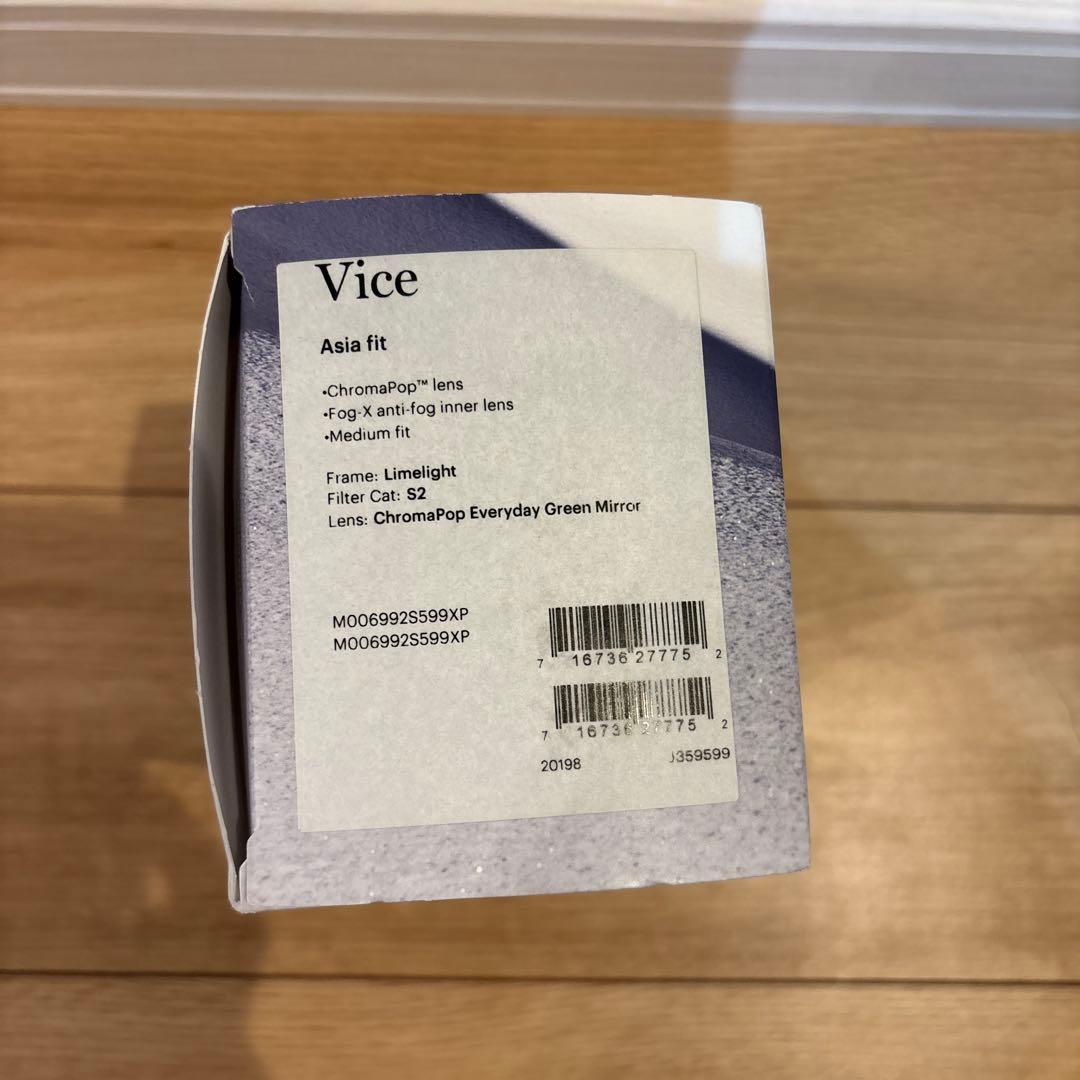 Vice
Asia fit
•ChromaPop™ lens
•Fog-X anti-fog inner lens
•Medium fit
Frame: Limelight
Filter Cat: S2
Lens: ChromaPop Everyday Green Mirror
M006992S599XP
M006992S599XP
7 16736 27775 2
7 16736 27775 2
20198 J359599